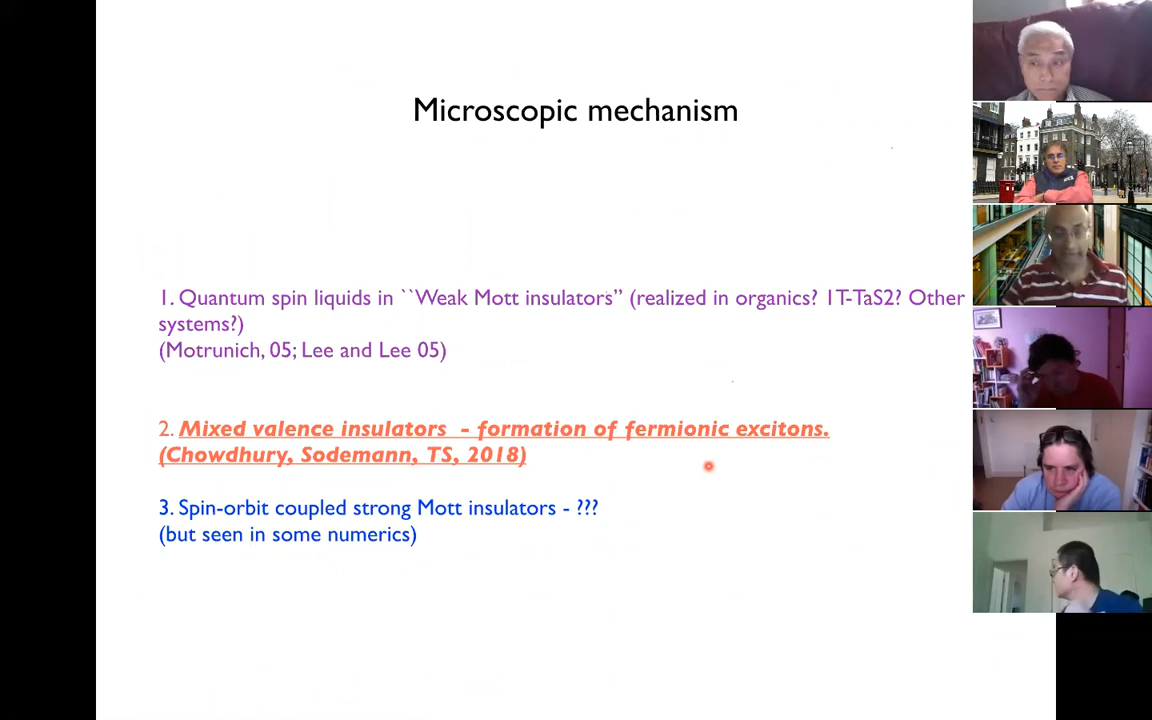 Microscopic mechanism
1. Quantum spin liquids in ``Weak Mott insulators” (realized in organics? 1T-TaS2? Other
systems?)
(Motrunich, 05; Lee and Lee 05)
2. Mixed valence insulators - formation of fermionic excitons.
(Chowdhury, Sodemann, TS, 2018)
3. Spin-orbit coupled strong Mott insulators - ???
(but seen in some numerics)